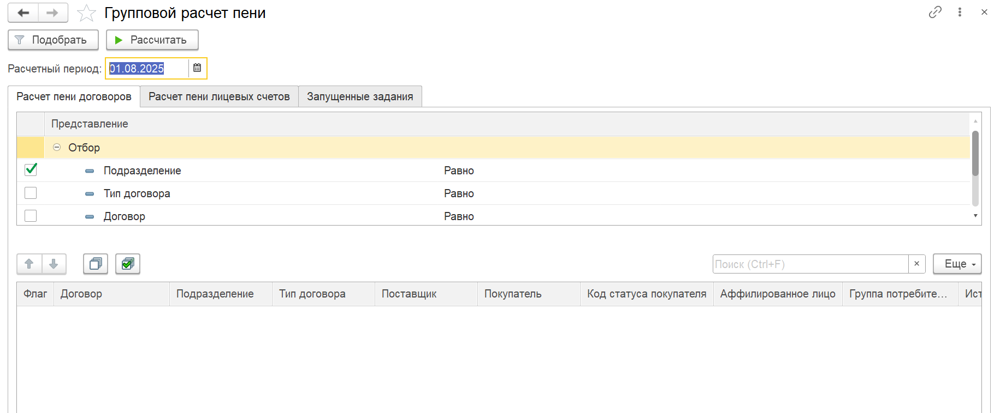 Групповой расчет пени
Подобрать
Рассчитать
Расчетный период: 01.08.2025
Расчет пени договоров
Расчет пени лицевых счетов
Запущенные задания
Представление
Отбор
Подразделение Равно
Тип договора Равно
Договор Равно
Поиск (Ctrl+F)
Еще
Флаг Договор Подразделение Тип договора Поставщик Покупатель Код статуса покупателя Аффилированное лицо Группа потребите... Ист